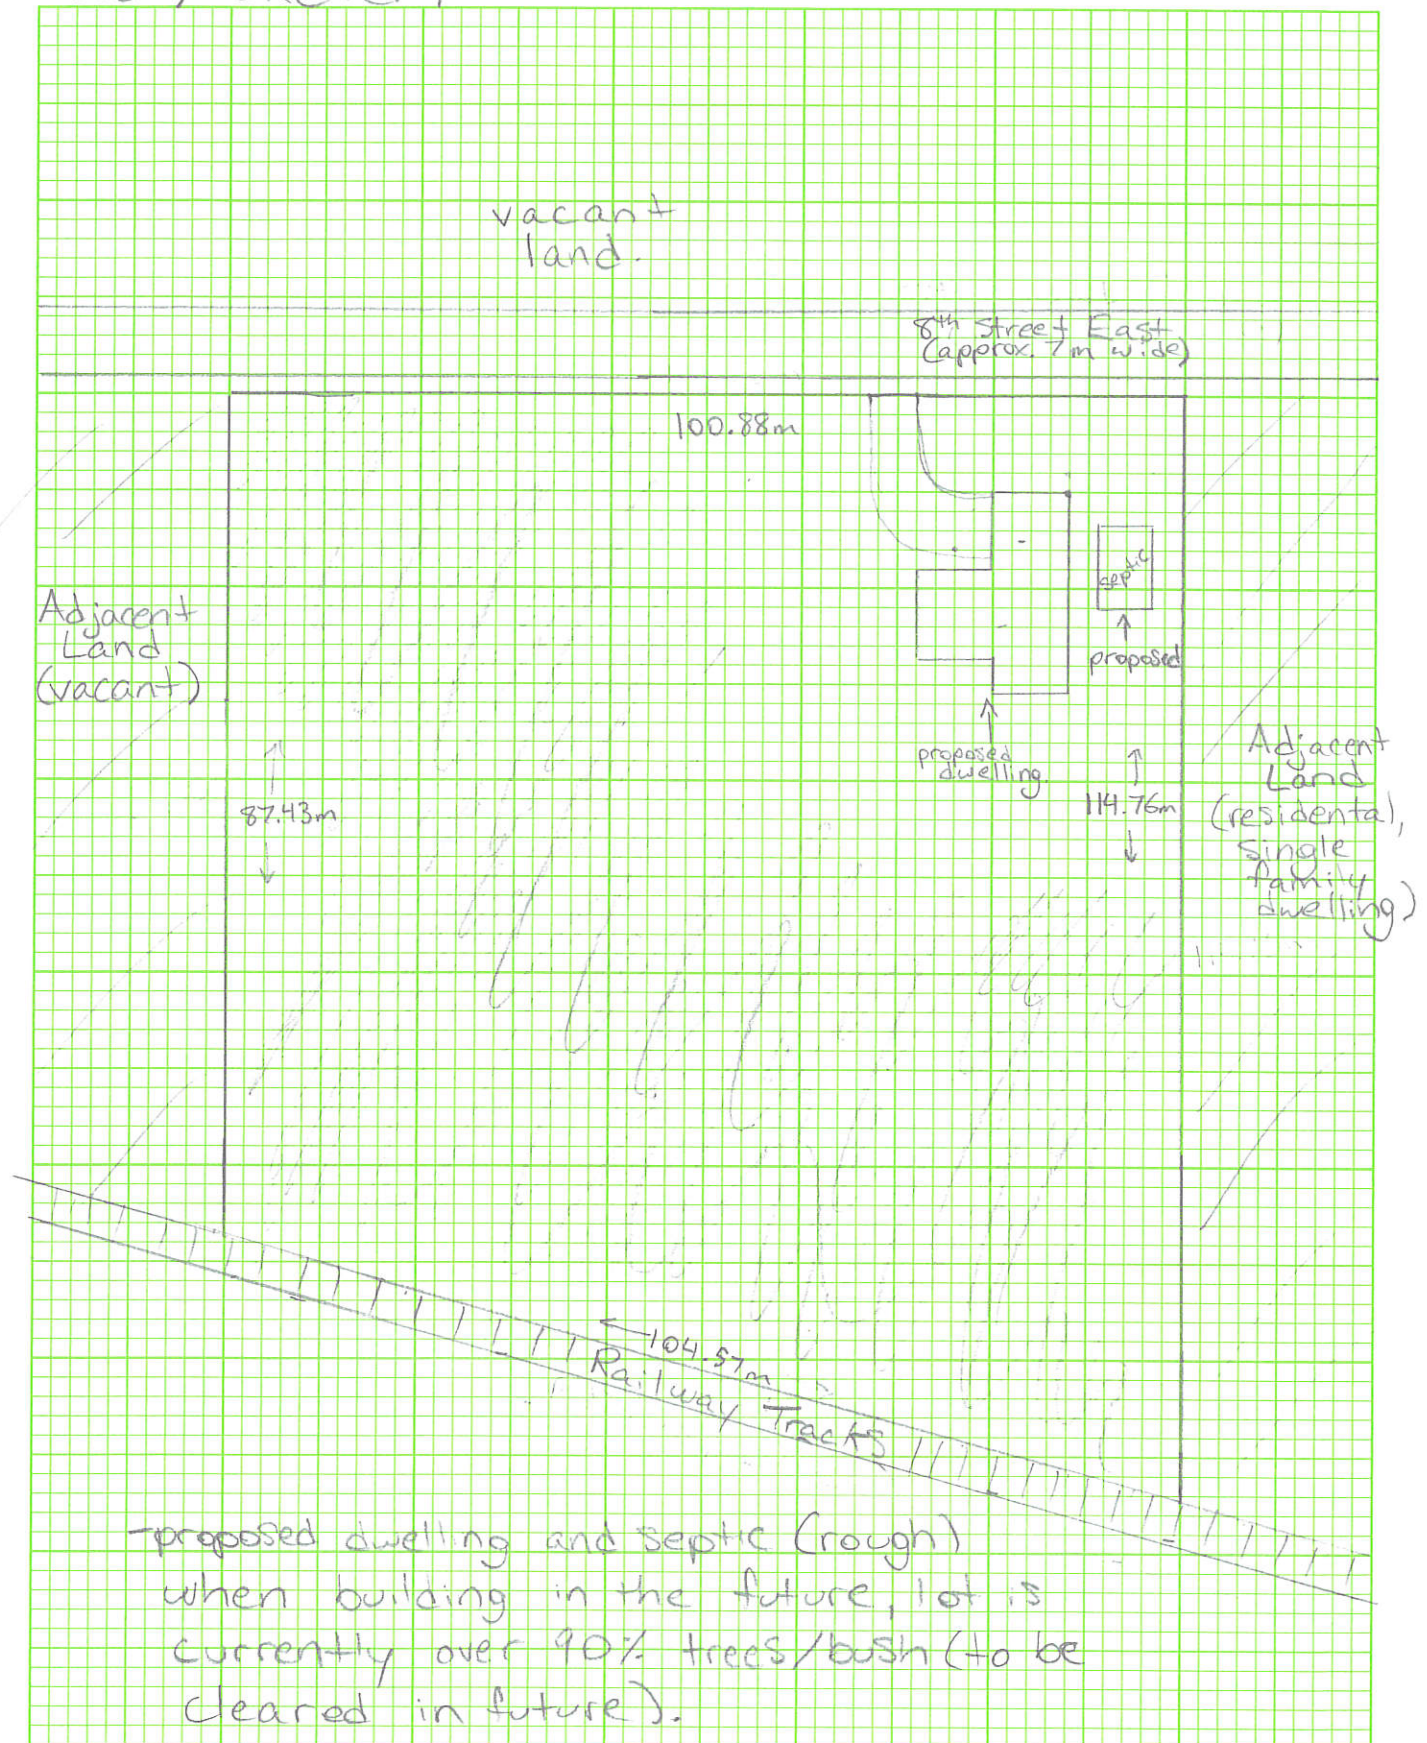 vacant
land.
8th Street East
(approx. 7m wide)
100.88m
septic
proposed
Adjacent
Land
(vacant)
proposed
dwelling.
87.43m
114.76m
Adjacent
Land
(residental),
single
family
dwelling)
104.57m
Railway Tracks
-proposed dwelling and septic (rough)
when building in the future, lot is
currently over 90% trees/bush (to be
cleared in future).